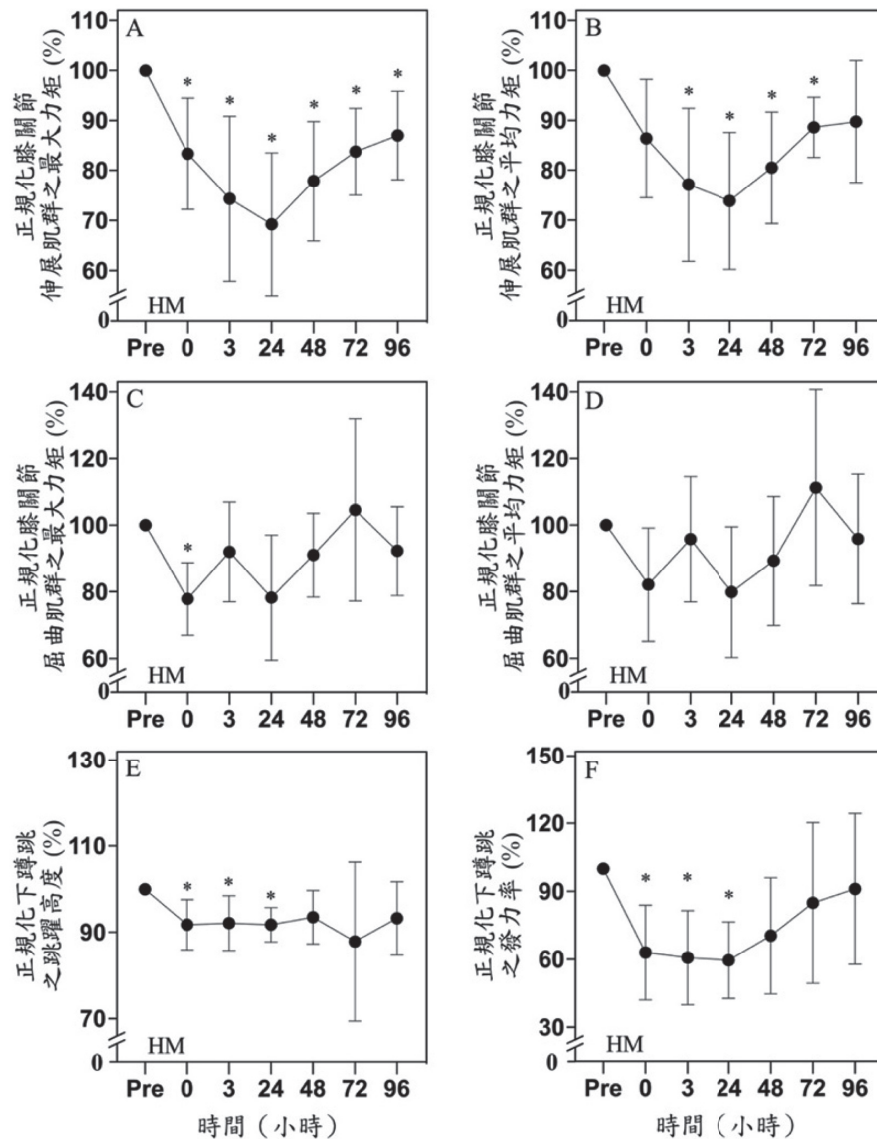 A
正規化膝關節
伸展肌群之最大力矩 (%)
110
100
90
80
70
60
0
* * * * * *
HM
Pre 0 3 24 48 72 96
B
正規化膝關節
伸展肌群之平均力矩 (%)
110
100
90
80
70
60
0
* * * *
HM
Pre 0 3 24 48 72 96
C
正規化膝關節
屈曲肌群之最大力矩 (%)
140
120
100
80
60
0
*
HM
Pre 0 3 24 48 72 96
D
正規化膝關節
屈曲肌群之平均力矩 (%)
140
120
100
80
60
0
HM
Pre 0 3 24 48 72 96
E
正規化下蹲跳
之跳躍高度 (%)
130
110
90
70
0
* * *
HM
Pre 0 3 24 48 72 96
時間（小時）
F
正規化下蹲跳
之發力率 (%)
150
120
90
60
30
0
* * *
HM
Pre 0 3 24 48 72 96
時間（小時）